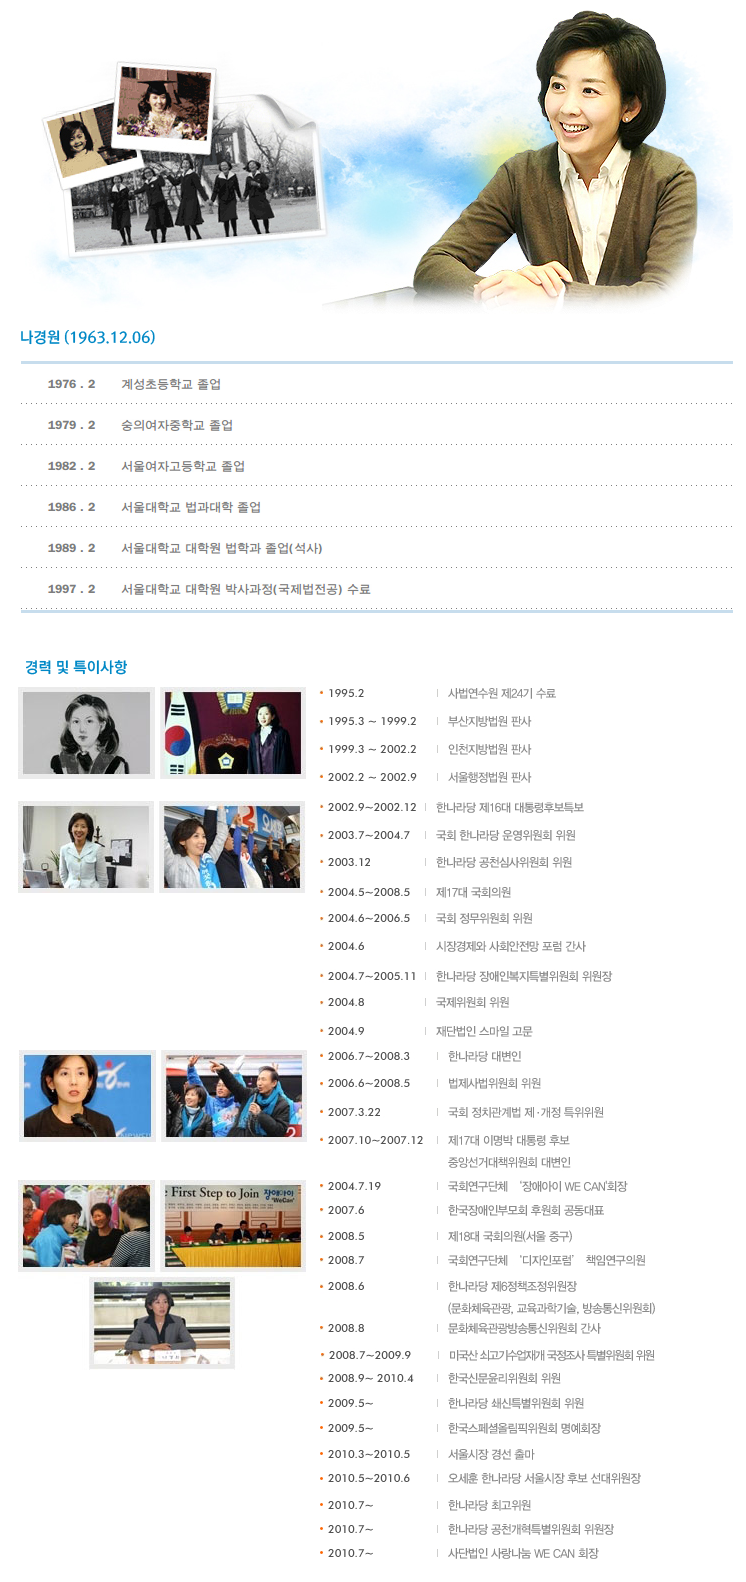 나경원 (1963.12.06)
1976 . 2 계성초등학교 졸업
1979 . 2 숭의여자중학교 졸업
1982 . 2 서울여자고등학교 졸업
1986 . 2 서울대학교 법과대학 졸업
1989 . 2 서울대학교 대학원 법학과 졸업(석사)
1997 . 2 서울대학교 대학원 박사과정(국제법전공) 수료
경력 및 특이사항
1995.2 사법연수원 제24기 수료
1995.3 ~ 1999.2 부산지방법원 판사
1999.3 ~ 2002.2 인천지방법원 판사
2002.2 ~ 2002.9 서울행정법원 판사
2002.9~2002.12 한나라당 제16대 대통령후보특보
2003.7~2004.7 국회 한나라당 운영위원회 위원
2003.12 한나라당 공천심사위원회 위원
2004.5~2008.5 제17대 국회의원
2004.6~2006.5 국회 정무위원회 위원
2004.6 시장경제와 사회안전망 포럼 간사
2004.7~2005.11 한나라당 장애인복지특별위원회 위원장
2004.8 국제위원회 위원
2004.9 재단법인 스마일 고문
2006.7~2008.3 한나라당 대변인
2006.6~2008.5 법제사법위원회 위원
2007.3.22 국회 정치관계법 제·개정 특위위원
2007.10~2007.12 제17대 이명박 대통령 후보
중앙선거대책위원회 대변인
First Step to Join 장애아이 WeCan
2004.7.19 국회연구단체 '장애아이 WE CAN'회장
2007.6 한국장애인부모회 후원회 공동대표
2008.5 제18대 국회의원(서울 중구)
2008.7 국회연구단체 '디자인포럼' 책임연구의원
2008.6 한나라당 제6정책조정위원장
(문화체육관광, 교육과학기술, 방송통신위원회)
2008.8 문화체육관광방송통신위원회 간사
2008.7~2009.9 미국산 쇠고기수업재개 국정조사 특별위원회 위원
2008.9~ 2010.4 한국신문윤리위원회 위원
2009.5~ 한나라당 쇄신특별위원회 위원
2009.5~ 한국스페셜올림픽위원회 명예회장
2010.3~2010.5 서울시장 경선 출마
2010.5~2010.6 오세훈 한나라당 서울시장 후보 선대위원장
2010.7~ 한나라당 최고위원
2010.7~ 한나라당 공천개혁특별위원회 위원장
2010.7~ 사단법인 사랑나눔 WE CAN 회장